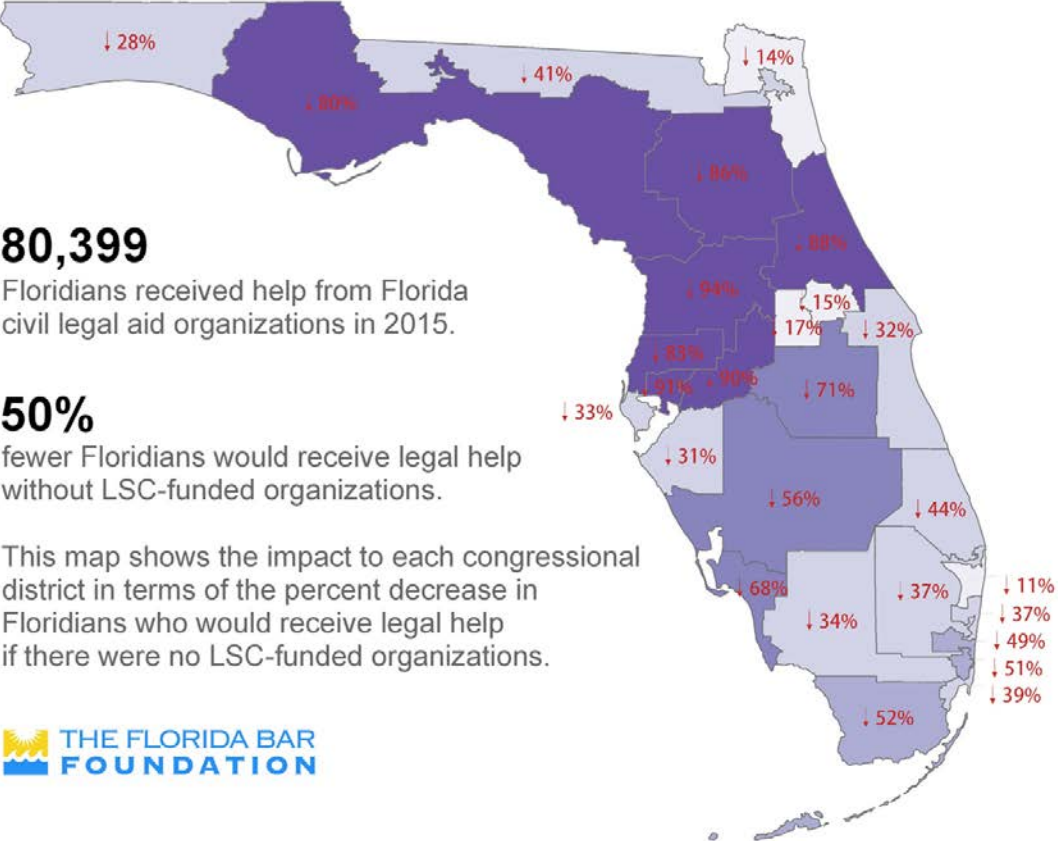 ↓ 28%
↓ 41%
↓ 14%
↓ 80%
↓ 86%
↓ 88%
80,399
Floridians received help from Florida
civil legal aid organizations in 2015.
↓ 94%
↓ 15%
↓ 17%
↓ 32%
↓ 83%
↓ 91%
↓ 90%
↓ 71%
↓ 33%
50%
fewer Floridians would receive legal help
without LSC-funded organizations.
↓ 31%
↓ 56%
↓ 44%
This map shows the impact to each congressional
district in terms of the percent decrease in
Floridians who would receive legal help
if there were no LSC-funded organizations.
↓ 68%
↓ 34%
↓ 37%
↓ 11%
↓ 37%
↓ 49%
↓ 51%
↓ 39%
↓ 52%
THE FLORIDA BAR
FOUNDATION